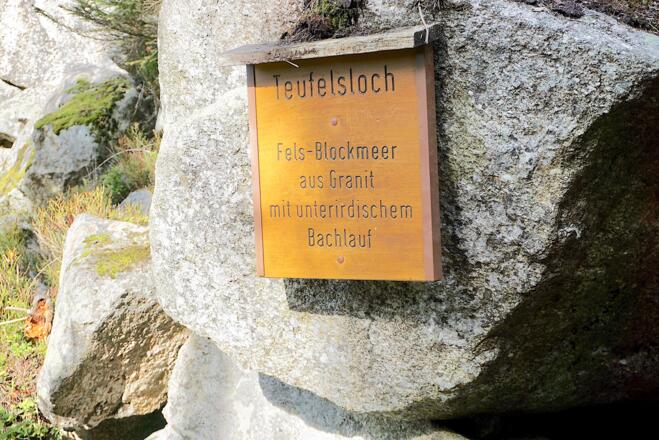 Teufelsloch
Fels-Blockmeer
aus Granit
mit unterirdischem
Bachlauf